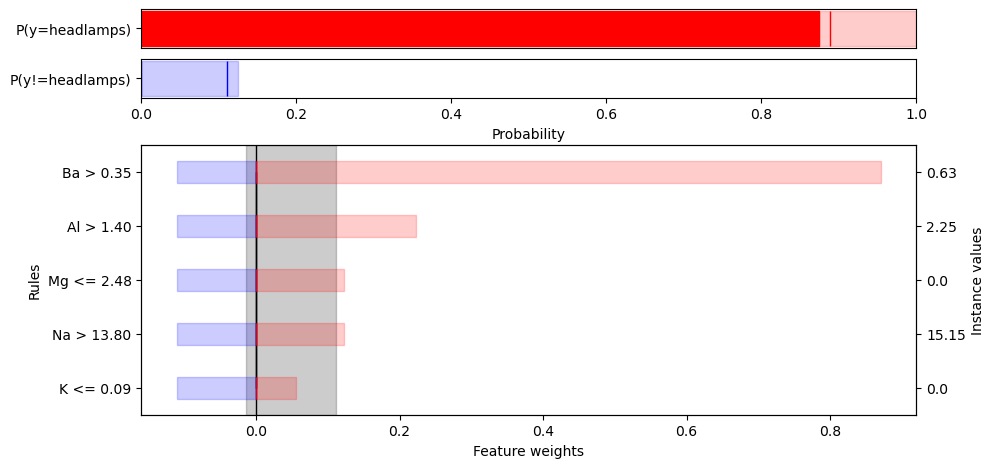 P(y=headlamps)
P(y!=headlamps)
0.0 0.2 0.4 0.6 0.8 1.0
Probability
Rules
Ba > 0.35 0.63
Al > 1.40 2.25
Mg <= 2.48 0.0
Na > 13.80 15.15
K <= 0.09 0.0
Instance values
0.0 0.2 0.4 0.6 0.8
Feature weights